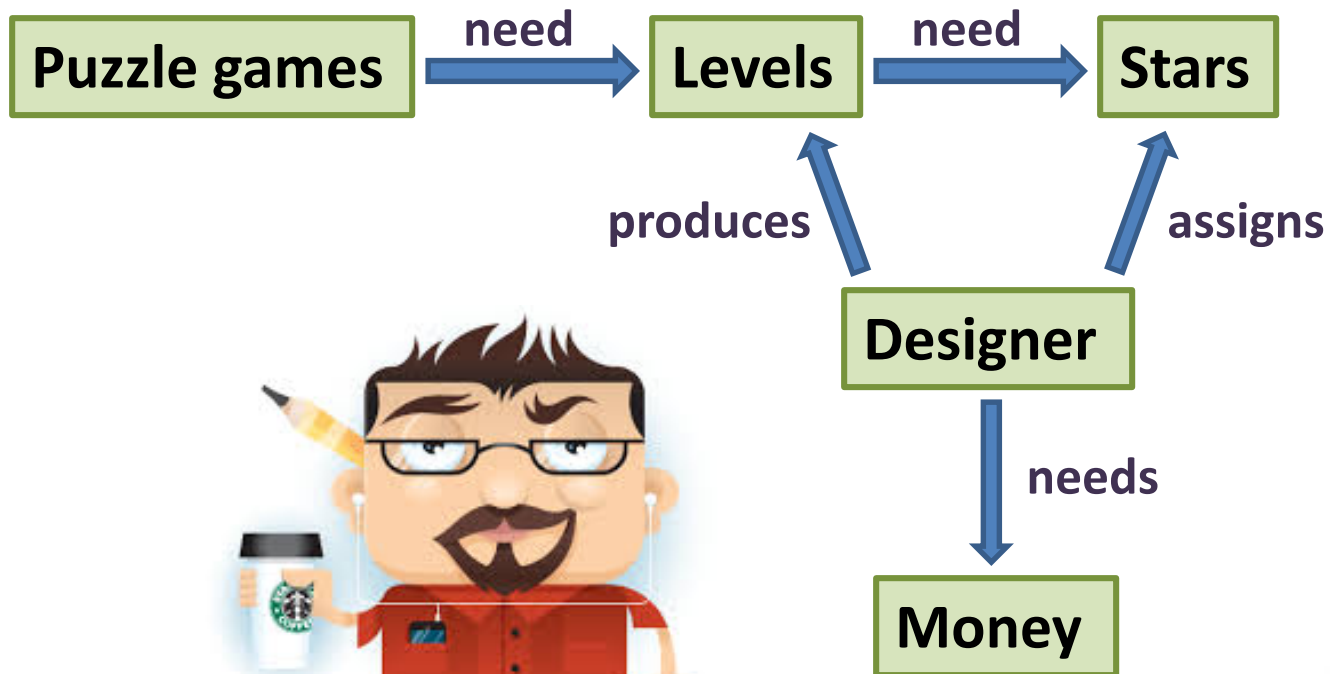 need
need
Puzzle games
Levels
Stars
produces
assigns
Designer
needs
Money